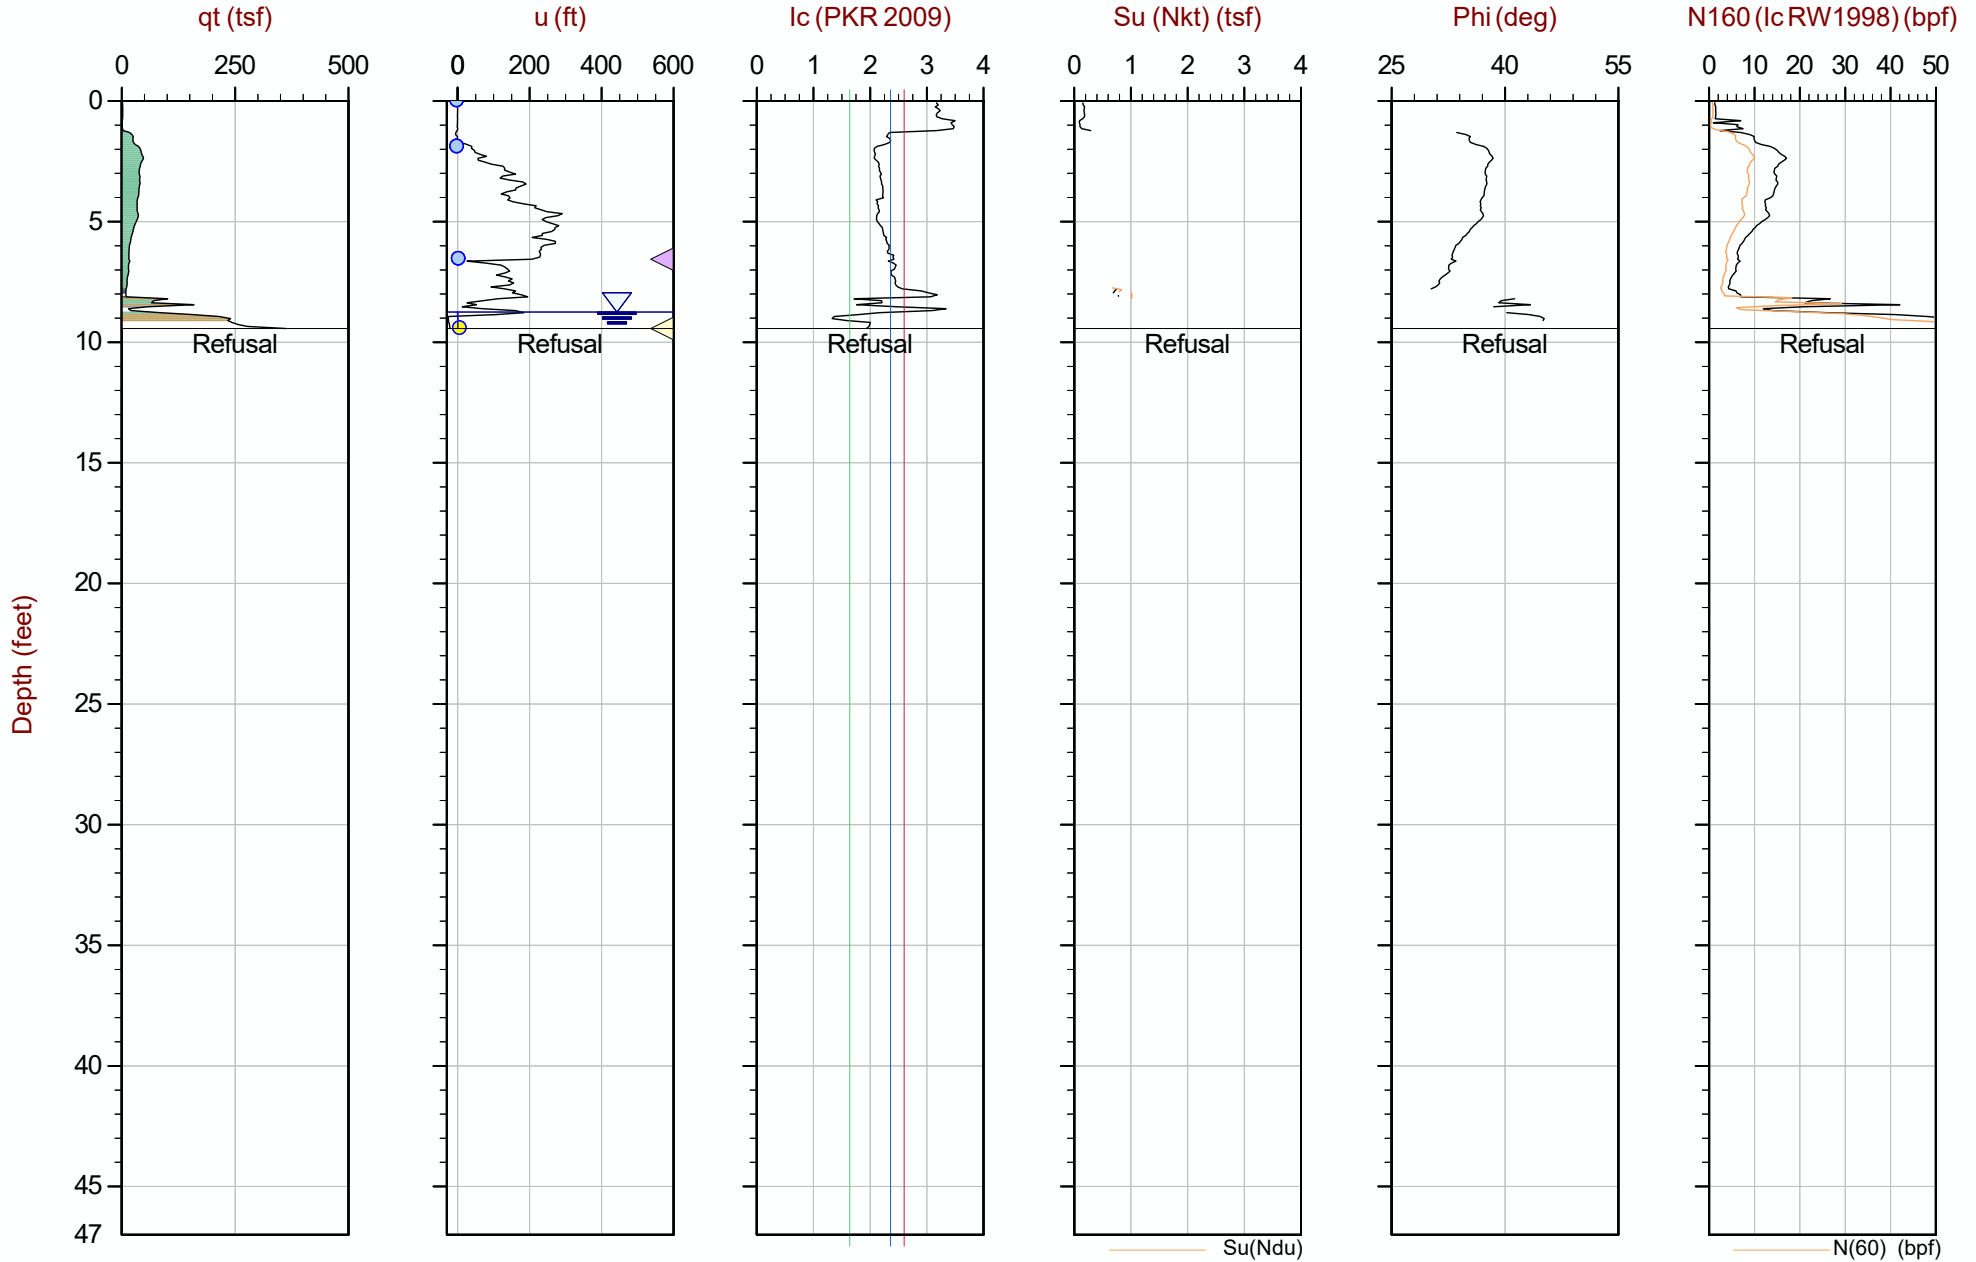 qt (tsf) u (ft) Ic (PKR 2009) Su (Nkt) (tsf) Phi (deg) N160 (Ic RW1998) (bpf)
0 250 500 0 200 400 600 0 1 2 3 4 0 1 2 3 4 25 40 55 0 10 20 30 40 50
0
5
10
Refusal Refusal Refusal Refusal Refusal Refusal
15
20
Depth (feet)
25
30
35
40
45
47
Su(Ndu) N(60) (bpf)